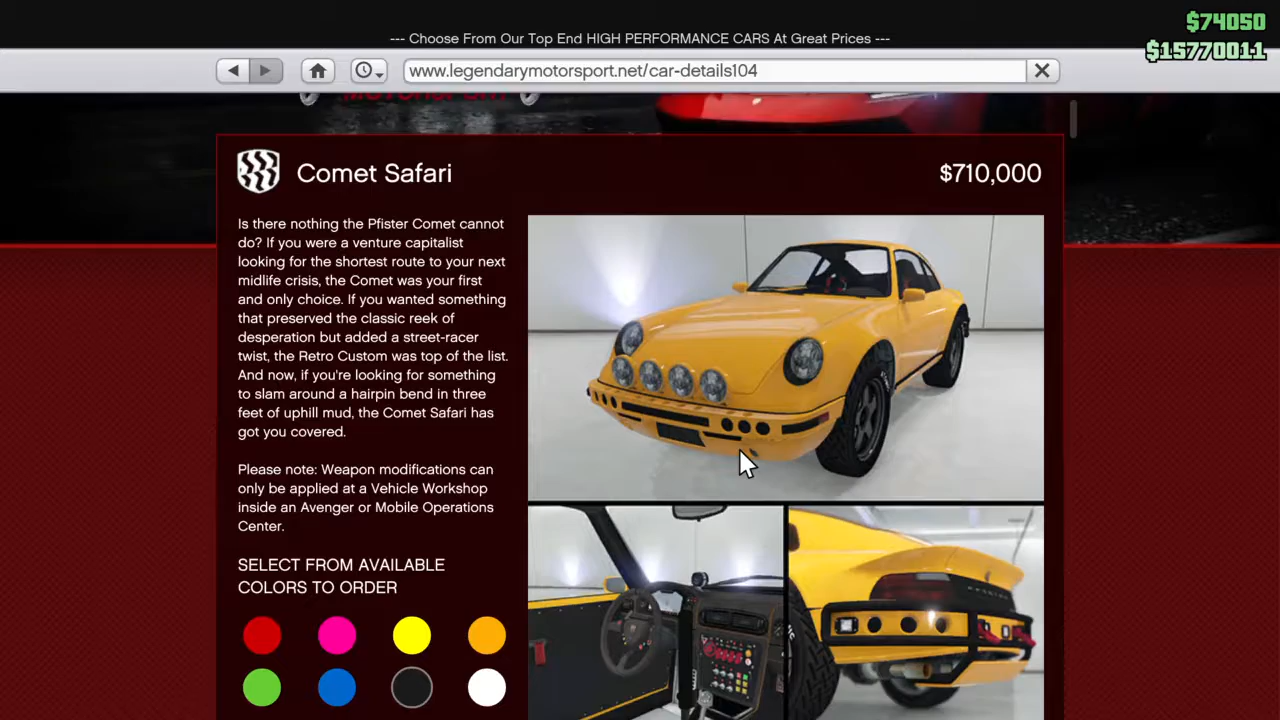 $74050
--- Choose From Our Top End HIGH PERFORMANCE CARS At Great Prices ---
$15770011
www.legendarymotorsport.net/car-details104
Comet Safari
$710,000
Is there nothing the Pfister Comet cannot
do? If you were a venture capitalist
looking for the shortest route to your next
midlife crisis, the Comet was your first
and only choice. If you wanted something
that preserved the classic reek of
desperation but added a street-racer
twist, the Retro Custom was top of the list.
And now, if you're looking for something
to slam around a hairpin bend in three
feet of uphill mud, the Comet Safari has
got you covered.
Please note: Weapon modifications can
only be applied at a Vehicle Workshop
inside an Avenger or Mobile Operations
Center.
SELECT FROM AVAILABLE
COLORS TO ORDER